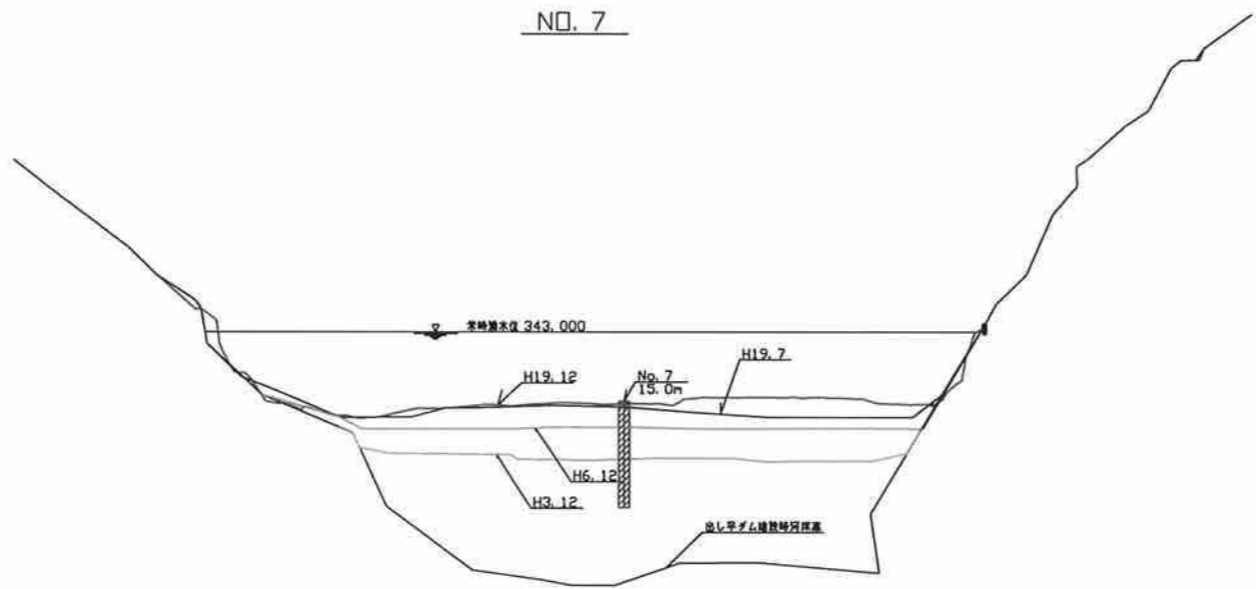 NO. 7
常時満水位 343.000
H19.7
H19.12
No. 7
15.0m
H6.12
H3.12
出し平ダム建設時河床高